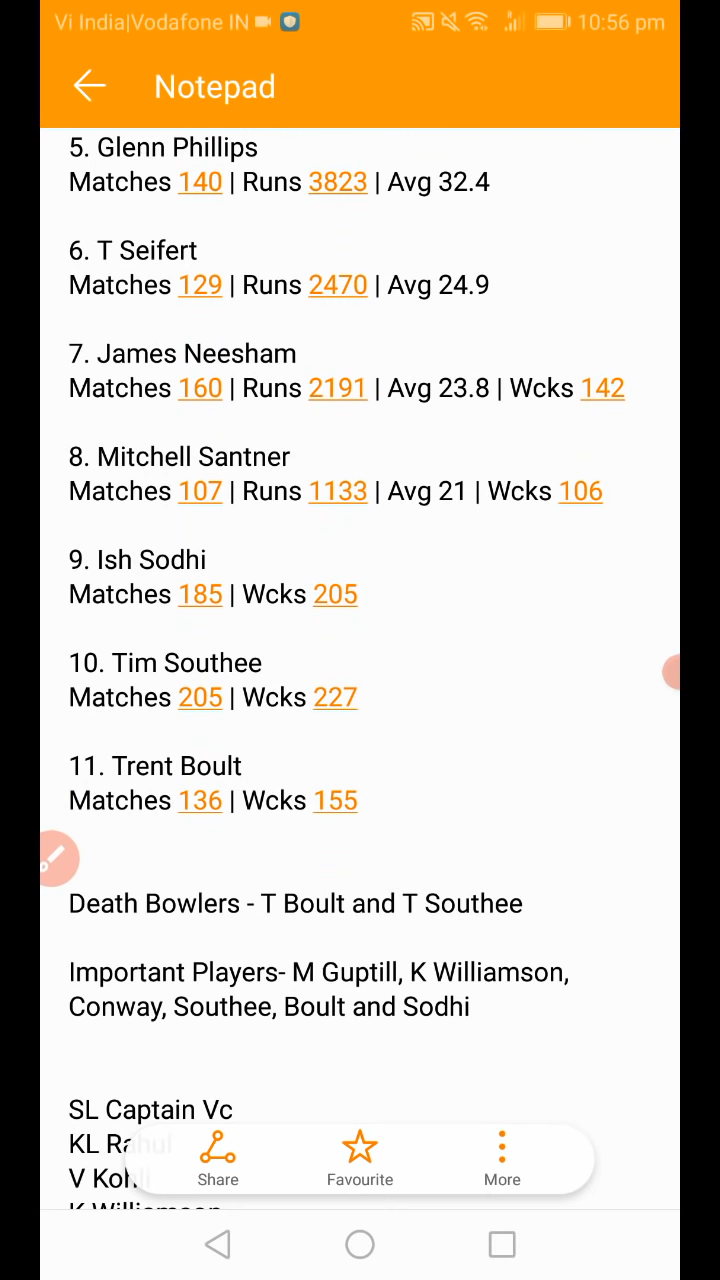 Vi India|Vodafone IN
10:56 pm
Notepad
5. Glenn Phillips
Matches 140 | Runs 3823 | Avg 32.4
6. T Seifert
Matches 129 | Runs 2470 | Avg 24.9
7. James Neesham
Matches 160 | Runs 2191 | Avg 23.8 | Wcks 142
8. Mitchell Santner
Matches 107 | Runs 1133 | Avg 21 | Wcks 106
9. Ish Sodhi
Matches 185 | Wcks 205
10. Tim Southee
Matches 205 | Wcks 227
11. Trent Boult
Matches 136 | Wcks 155
Death Bowlers - T Boult and T Southee
Important Players- M Guptill, K Williamson,
Conway, Southee, Boult and Sodhi
SL Captain Vc
KL Rahul
V Kohli
K Williamson
Share
Favourite
More